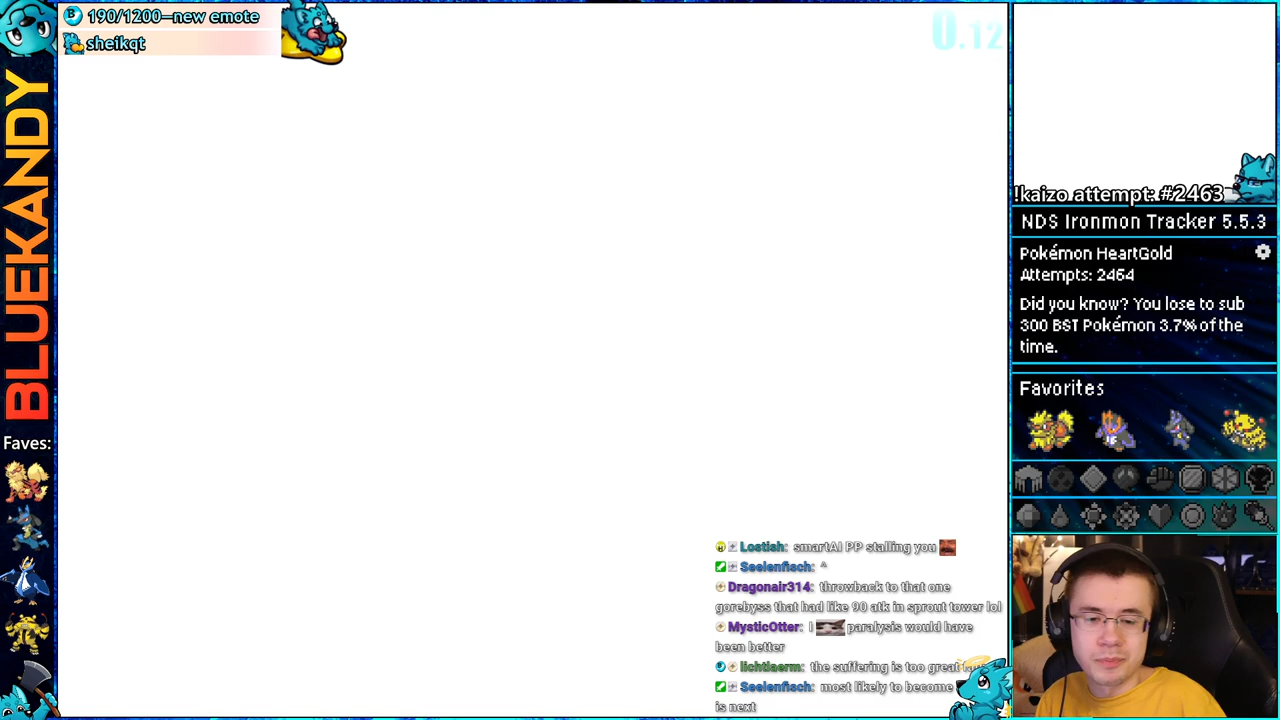 BLUEKANDY
Faves:
190/1200—new emote
sheikqt
0.12
!kaizo attempt: #2463
NDS Ironmon Tracker 5.5.3
Pokémon HeartGold
Attempts: 2464
Did you know? You lose to sub
300 BST Pokémon 3.7% of the
time.
Favorites
Lostish: smartAI PP stalling you
Seelenfisch: ^
Dragonair314: throwback to that one
gorebyss that had like 90 atk in sprout tower lol
MysticOtter: I paralysis would have
been better
lichtlaerm: the suffering is too great
Seelenfisch: most likely to become
is next